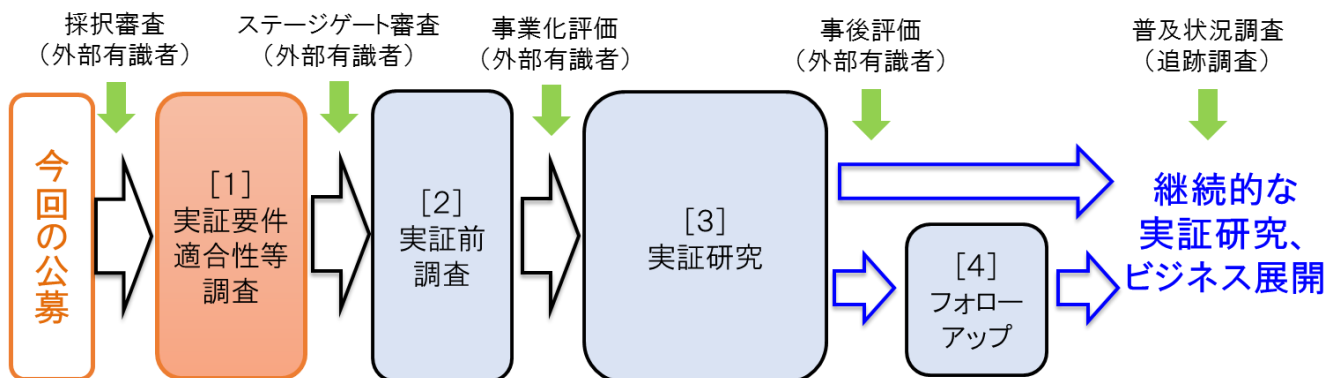 採択審査
(外部有識者)
ステージゲート審査
(外部有識者)
事業化評価
(外部有識者)
事後評価
(外部有識者)
普及状況調査
(追跡調査)
今回の公募
[1]
実証要件
適合性等
調査
[2]
実証前
調査
[3]
実証研究
[4]
フォロー
アップ
継続的な
実証研究、
ビジネス展開